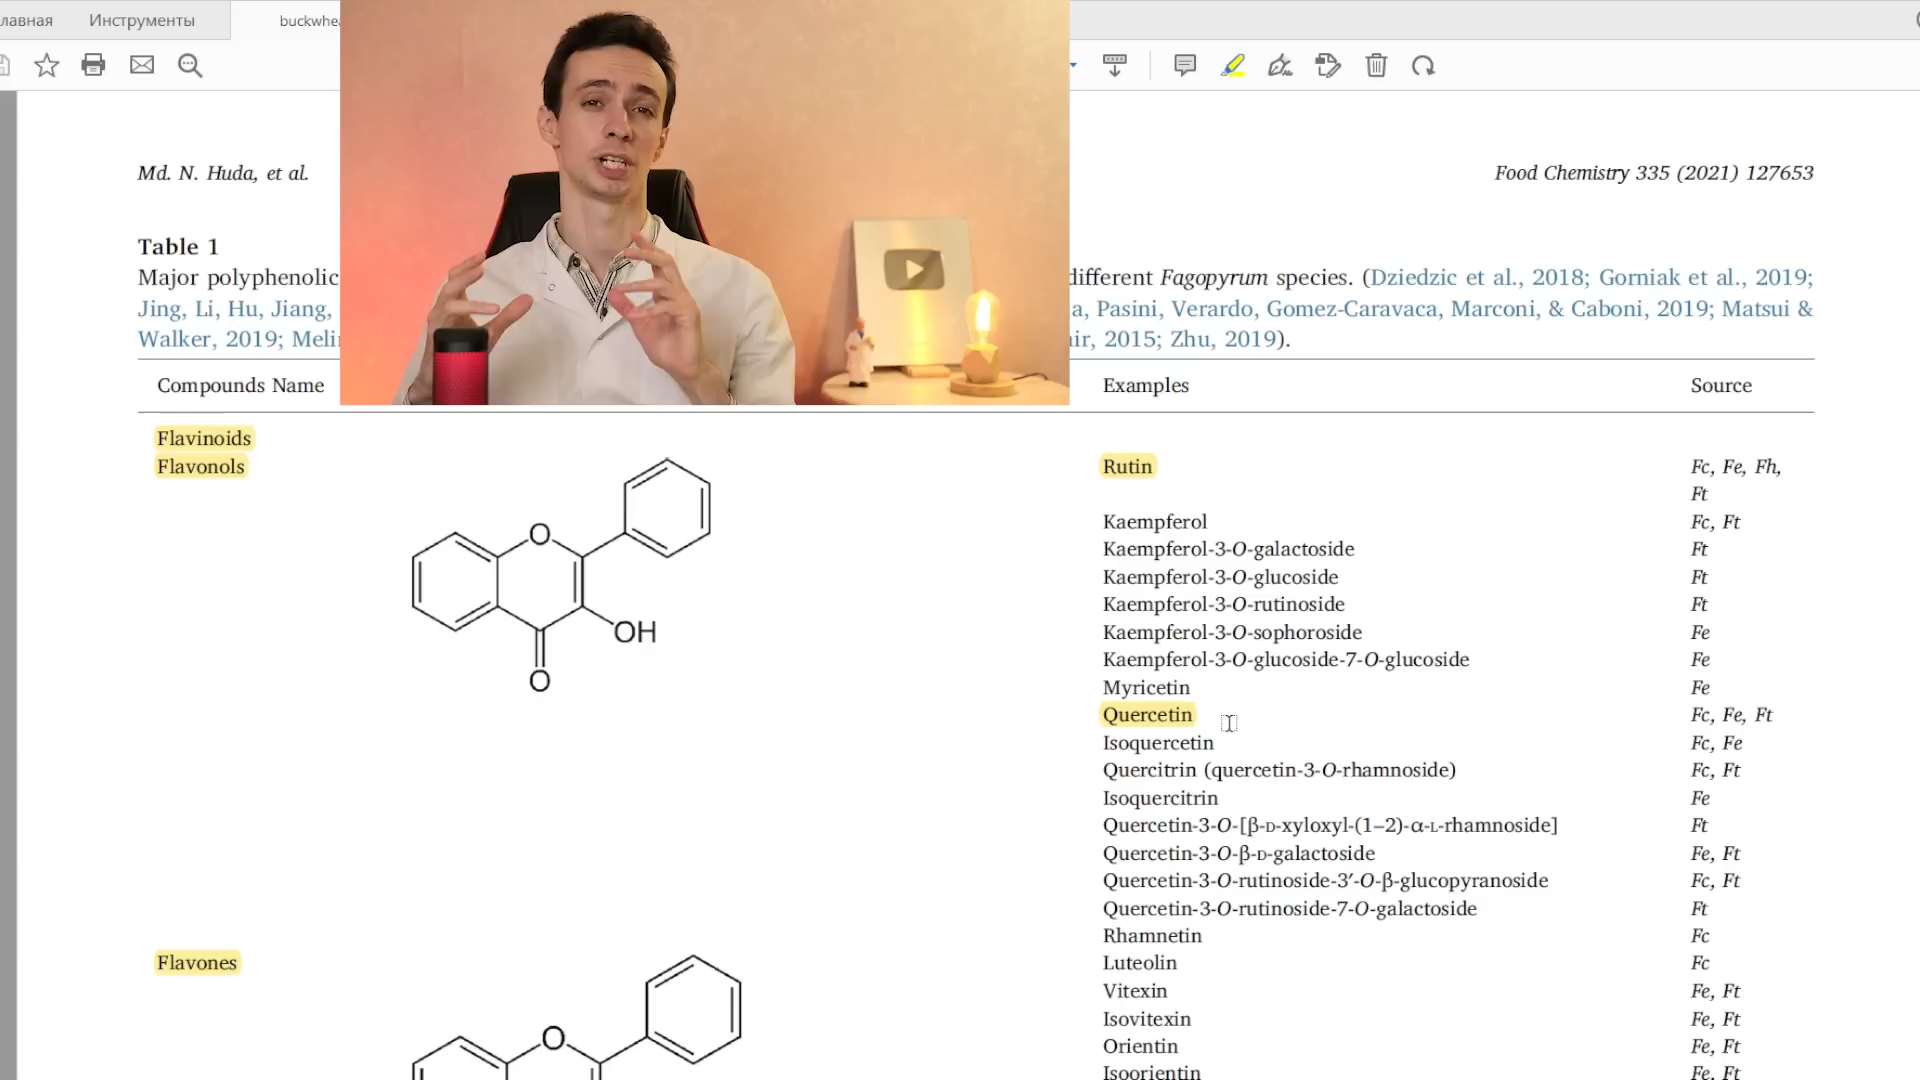 лавная Инструменты buckwhea
Md. N. Huda, et al. Food Chemistry 335 (2021) 127653
Table 1
Major polyphenolic different Fagopyrum species. (Dziedzic et al., 2018; Gorniak et al., 2019;
Jing, Li, Hu, Jiang, a, Pasini, Verardo, Gomez-Caravaca, Marconi, & Caboni, 2019; Matsui &
Walker, 2019; Melin ir, 2015; Zhu, 2019).
Compounds Name Examples Source
Flavinoids
Flavonols Rutin Fc, Fe, Fh,
Ft
Kaempferol Fc, Ft
Kaempferol-3-O-galactoside Ft
Kaempferol-3-O-glucoside Ft
Kaempferol-3-O-rutinoside Ft
Kaempferol-3-O-sophoroside Fe
Kaempferol-3-O-glucoside-7-O-glucoside Fe
Myricetin Fe
Quercetin Fc, Fe, Ft
Isoquercetin Fc, Fe
Quercitrin (quercetin-3-O-rhamnoside) Fc, Ft
Isoquercitrin Fe
Quercetin-3-O-[β-D-xyloxyl-(1–2)-α-L-rhamnoside] Ft
Quercetin-3-O-β-D-galactoside Fe, Ft
Quercetin-3-O-rutinoside-3′-O-β-glucopyranoside Fc, Ft
Quercetin-3-O-rutinoside-7-O-galactoside Ft
Rhamnetin Fc
Flavones Luteolin Fc
Vitexin Fe, Ft
Isovitexin Fe, Ft
Orientin Fe, Ft
Isoorientin Fe, Ft
O
OH
O
O